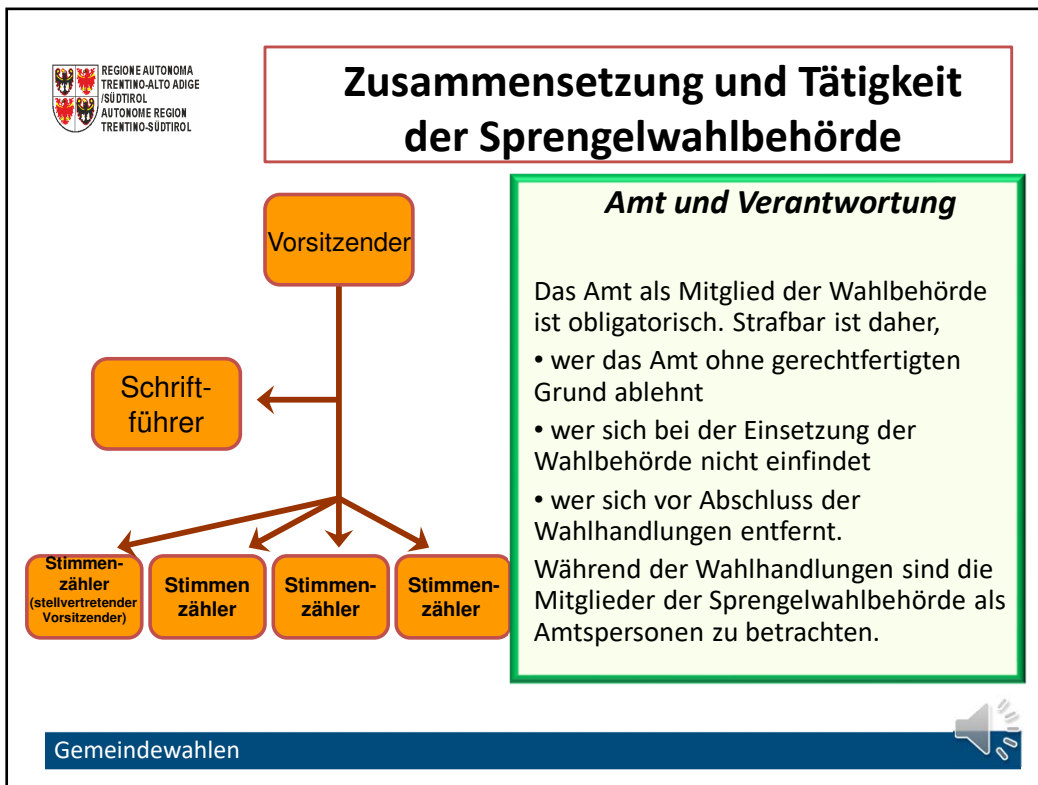 REGIONE AUTONOMA
TRENTINO-ALTO ADIGE
/SÜDTIROL
AUTONOME REGION
TRENTINO-SÜDTIROL
Zusammensetzung und Tätigkeit
der Sprengelwahlbehörde
Vorsitzender
Schrift-
führer
Stimmen-
zähler
(stellvertretender
Vorsitzender)
Stimmen
zähler
Stimmen-
zähler
Stimmen-
zähler
Amt und Verantwortung
Das Amt als Mitglied der Wahlbehörde
ist obligatorisch. Strafbar ist daher,
• wer das Amt ohne gerechtfertigten
Grund ablehnt
• wer sich bei der Einsetzung der
Wahlbehörde nicht einfindet
• wer sich vor Abschluss der
Wahlhandlungen entfernt.
Während der Wahlhandlungen sind die
Mitglieder der Sprengelwahlbehörde als
Amtspersonen zu betrachten.
Gemeindewahlen